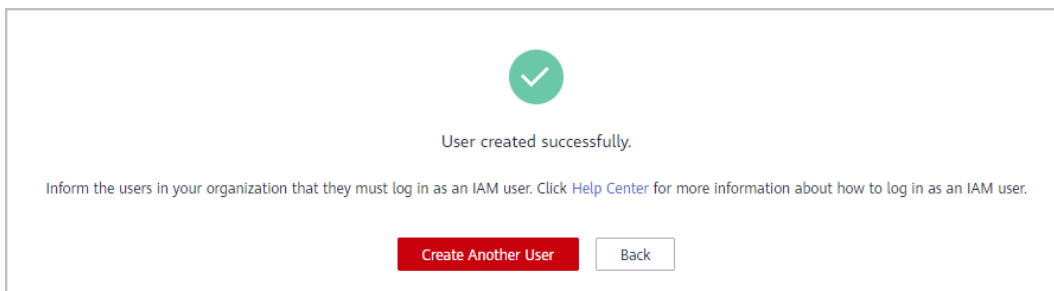 User created successfully.
Inform the users in your organization that they must log in as an IAM user. Click Help Center for more information about how to log in as an IAM user.
Create Another User
Back